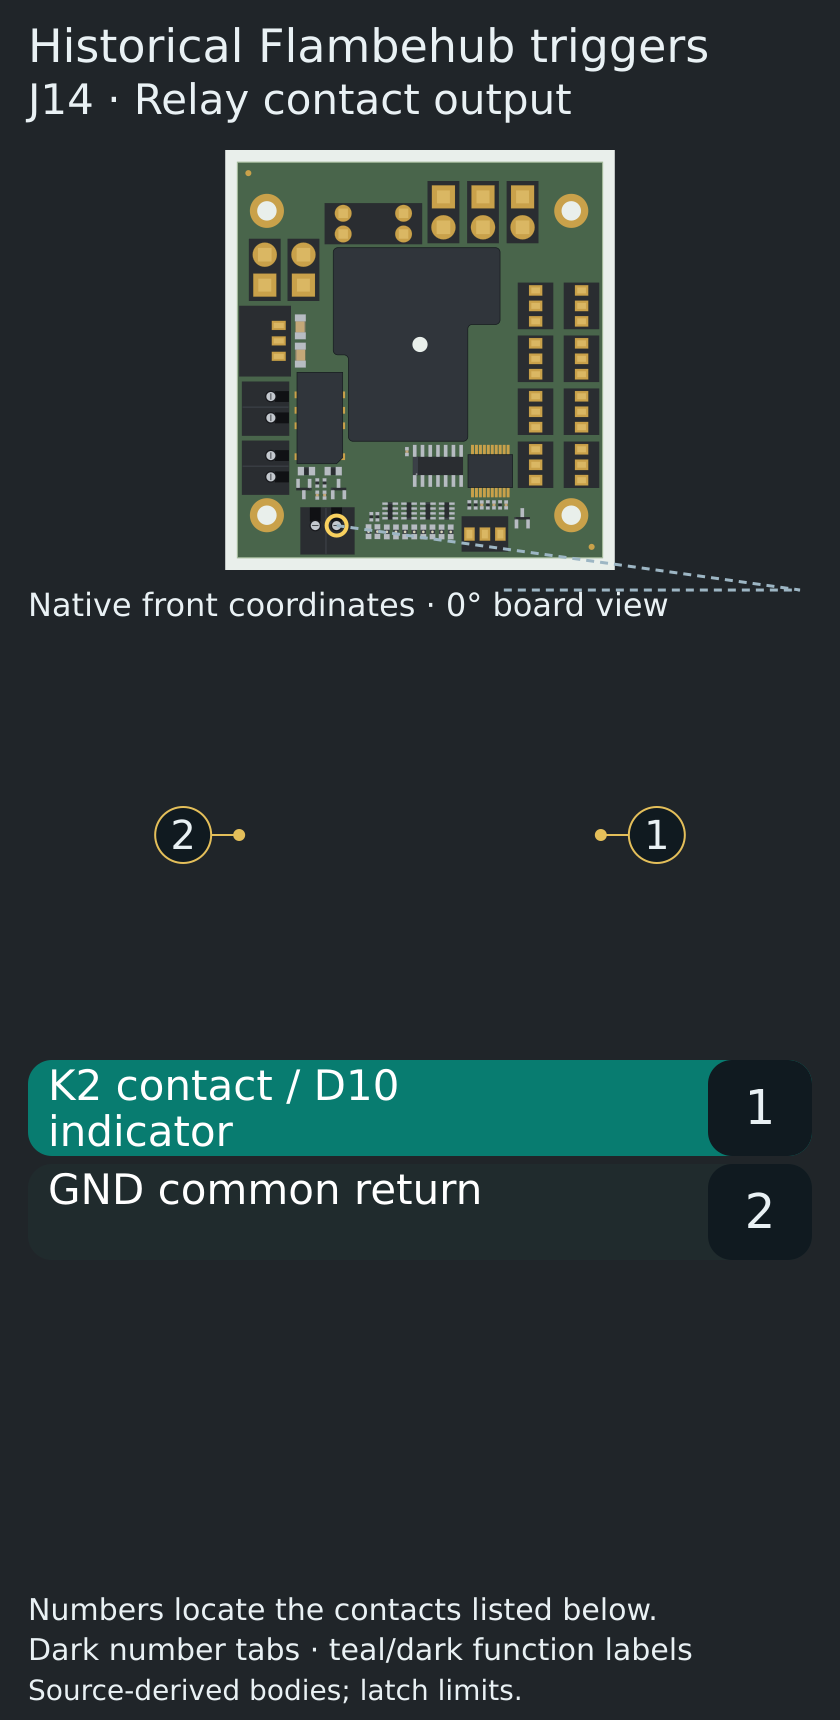 Historical Flambehub triggers
J14 · Relay contact output
Native front coordinates · 0° board view
2
1
K2 contact / D10
indicator
1
GND common return
2
Numbers locate the contacts listed below.
Dark number tabs · teal/dark function labels
Source-derived bodies; latch limits.